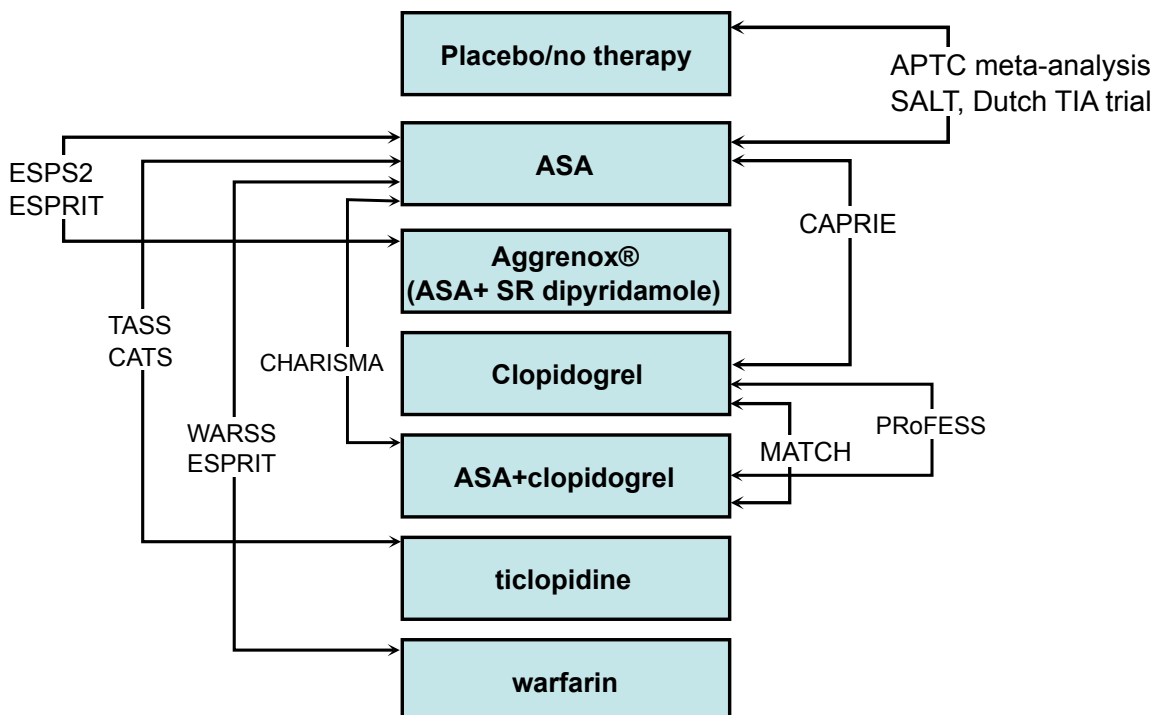 Placebo/no therapy
APTC meta-analysis
SALT, Dutch TIA trial
ASA
ESPS2
ESPRIT
CAPRIE
Aggrenox®
(ASA+ SR dipyridamole)
TASS
CATS
CHARISMA
Clopidogrel
PRoFESS
WARSS
ESPRIT
MATCH
ASA+clopidogrel
ticlopidine
warfarin